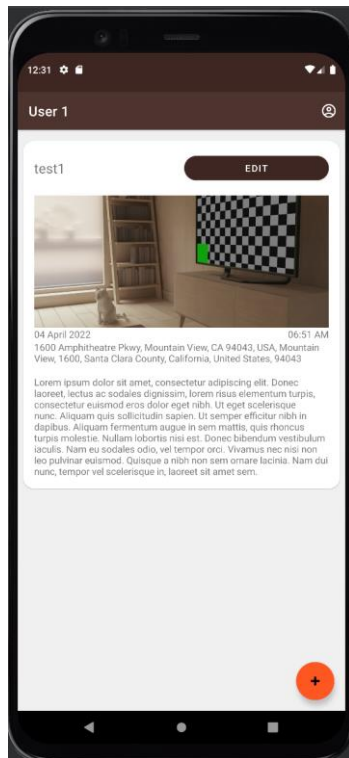 12:31
User 1
test1
EDIT
04 April 2022
06:51 AM
1600 Amphitheatre Pkwy, Mountain View, CA 94043, USA, Mountain
View, 1600, Santa Clara County, California, United States, 94043
Lorem ipsum dolor sit amet, consectetur adipiscing elit. Donec
laoreet, lectus ac sodales dignissim, lorem risus elementum turpis,
consectetur euismod eros dolor eget nibh. Ut eget scelerisque
nunc. Aliquam quis sollicitudin sapien. Ut semper efficitur nibh in
dapibus. Aliquam fermentum augue in sem mattis, quis rhoncus
turpis molestie. Nullam lobortis nisi est. Donec bibendum vestibulum
iaculis. Nam eu sodales odio, vel tempor orci. Vivamus nec nisi non
leo pulvinar euismod. Quisque a nibh non sem ornare lacinia. Nam dui
nunc, tempor vel scelerisque in, laoreet sit amet sem.
+